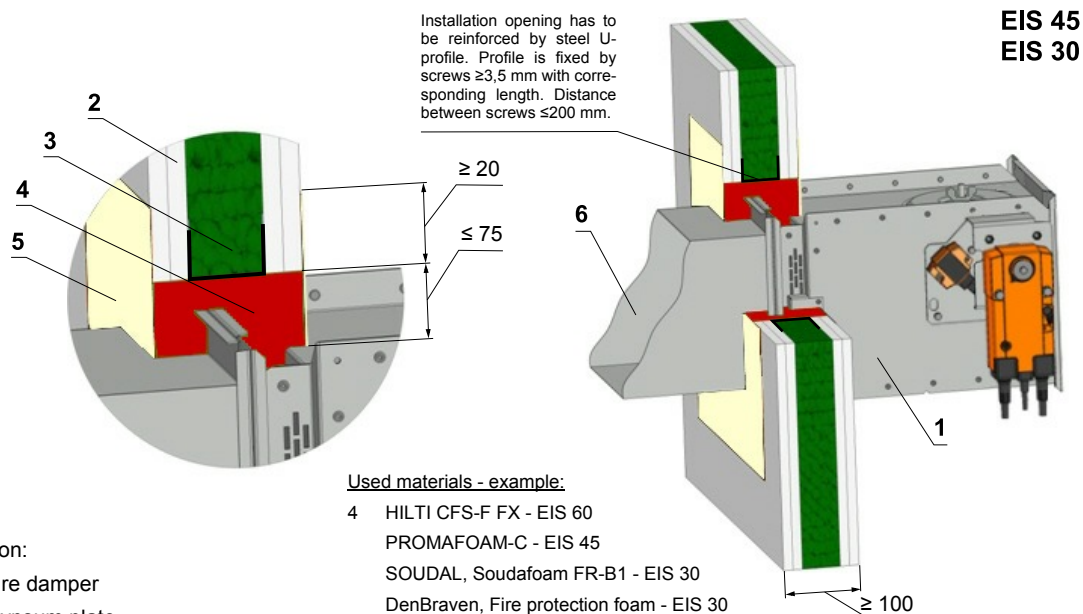 Installation opening has to
be reinforced by steel U-
profile. Profile is fixed by
screws ≥3,5 mm with corre-
sponding length. Distance
between screws ≤200 mm.
EIS 45
EIS 30
2
3
4
5
≥ 20
≤ 75
6
1
≥ 100
Used materials - example:
4 HILTI CFS-F FX - EIS 60
PROMAFOAM-C - EIS 45
SOUDAL, Soudafoam FR-B1 - EIS 30
DenBraven, Fire protection foam - EIS 30
on:
re damper